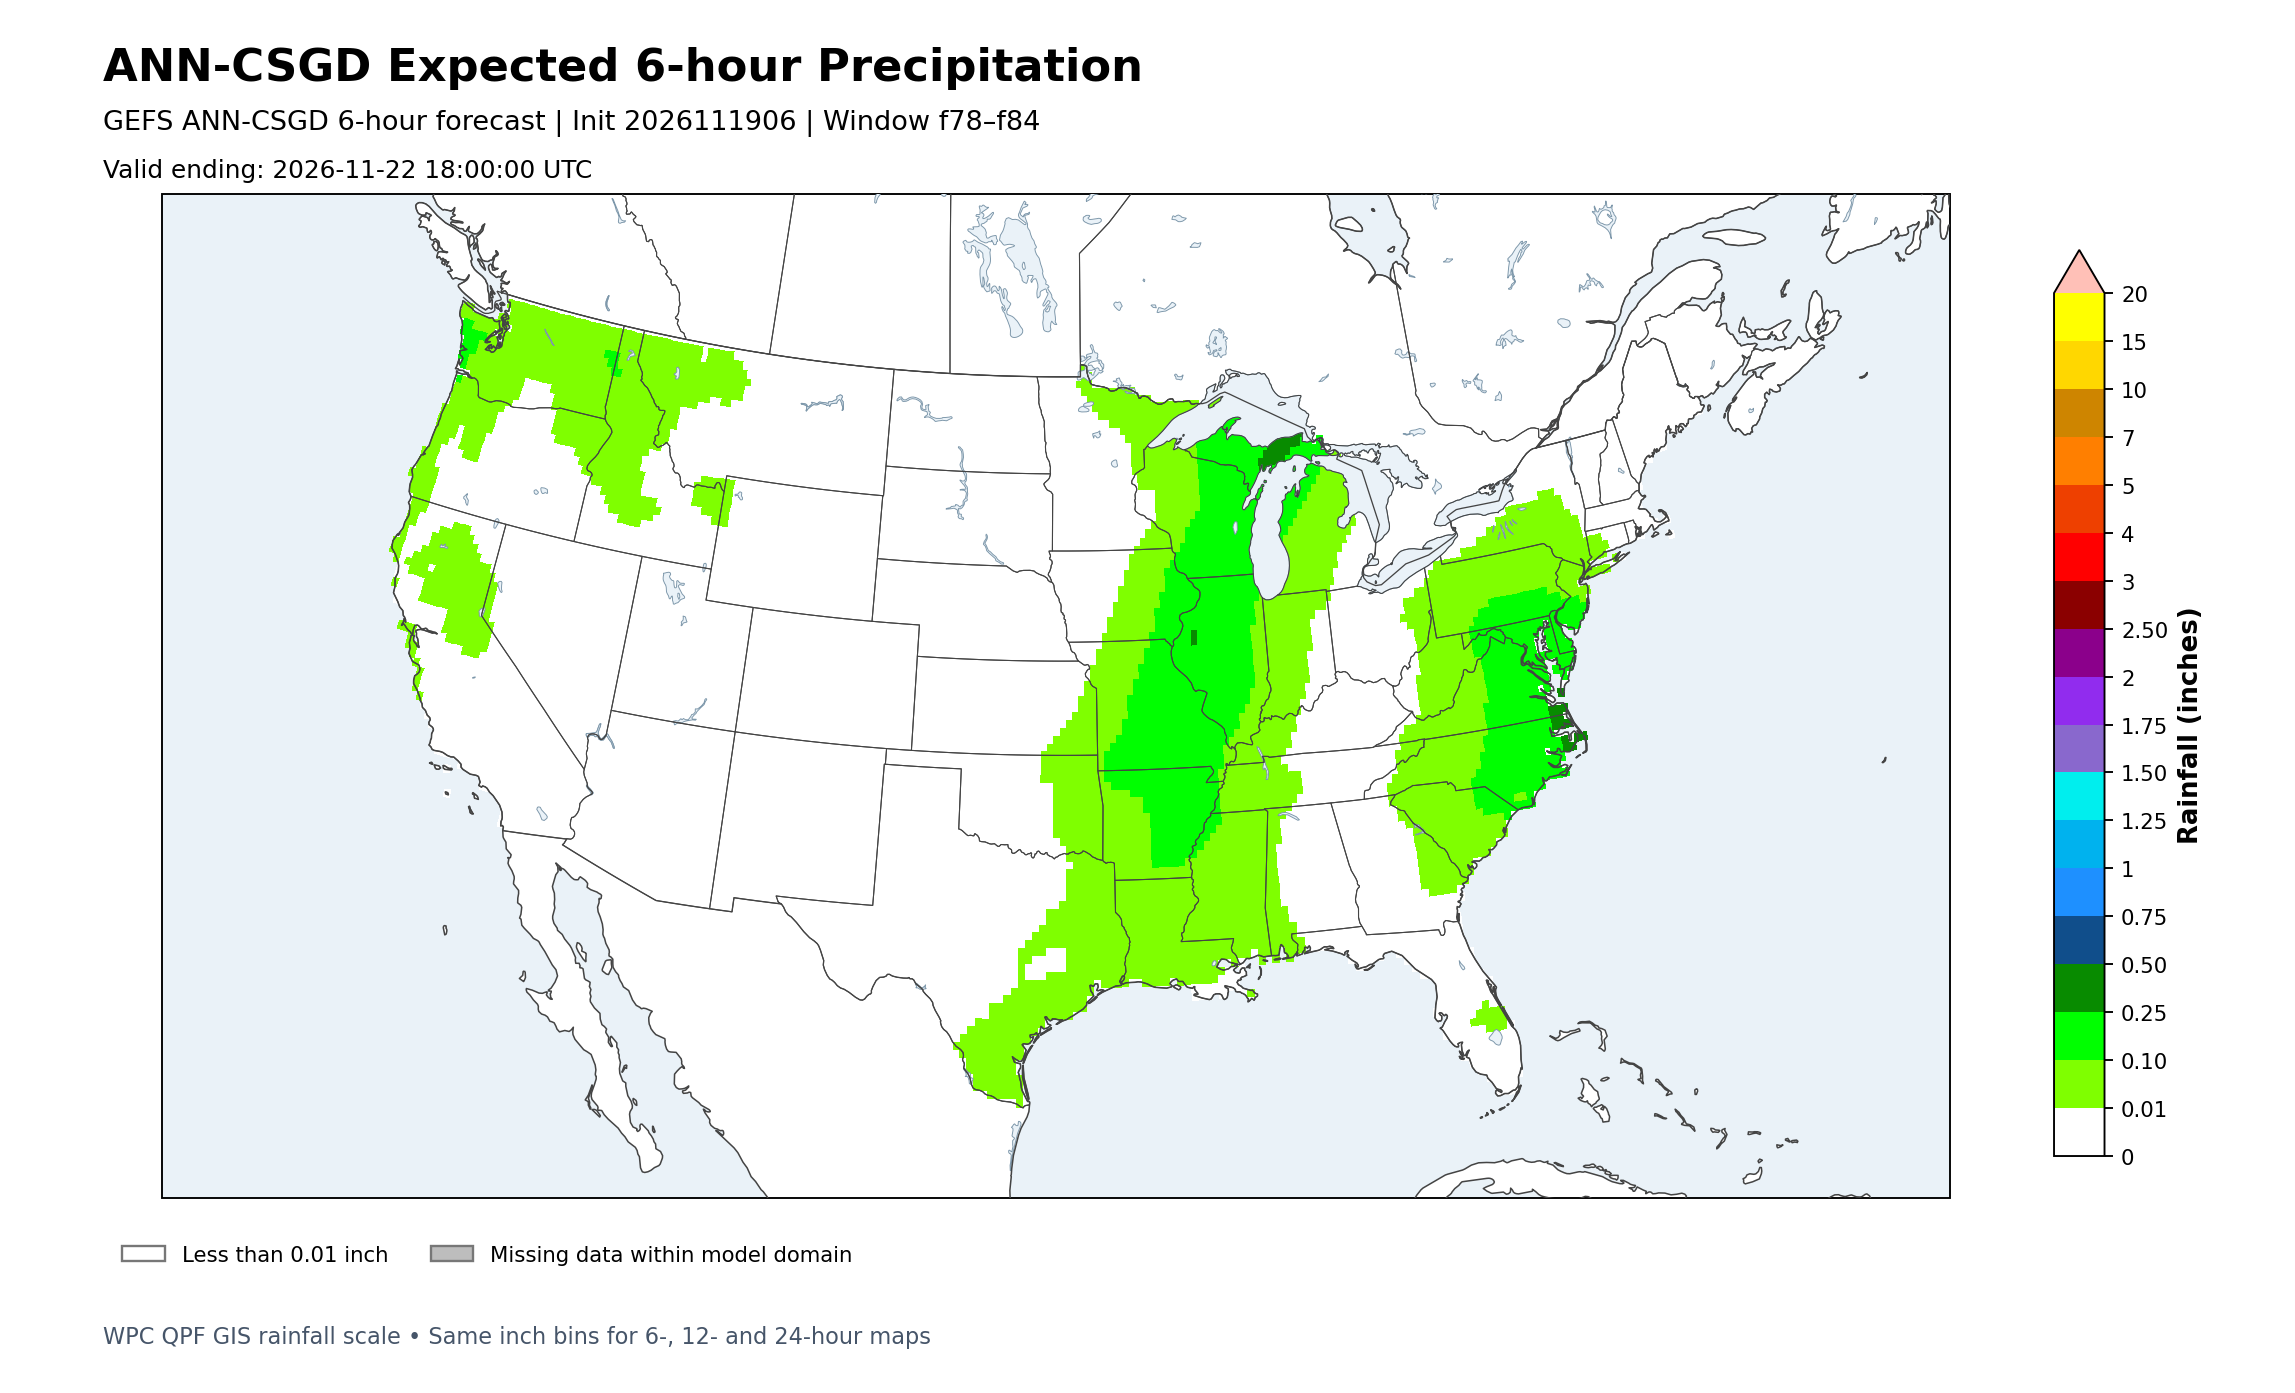 ANN-CSGD Expected 6-hour Precipitation
GEFS ANN-CSGD 6-hour forecast | Init 2026111906 | Window f78–f84
Valid ending: 2026-11-22 18:00:00 UTC
20
15
10
7
5
4
3
2.50
2
1.75
1.50
1.25
1
0.75
0.50
0.25
0.10
0.01
0
Rainfall (inches)
Less than 0.01 inch
Missing data within model domain
WPC QPF GIS rainfall scale • Same inch bins for 6-, 12- and 24-hour maps